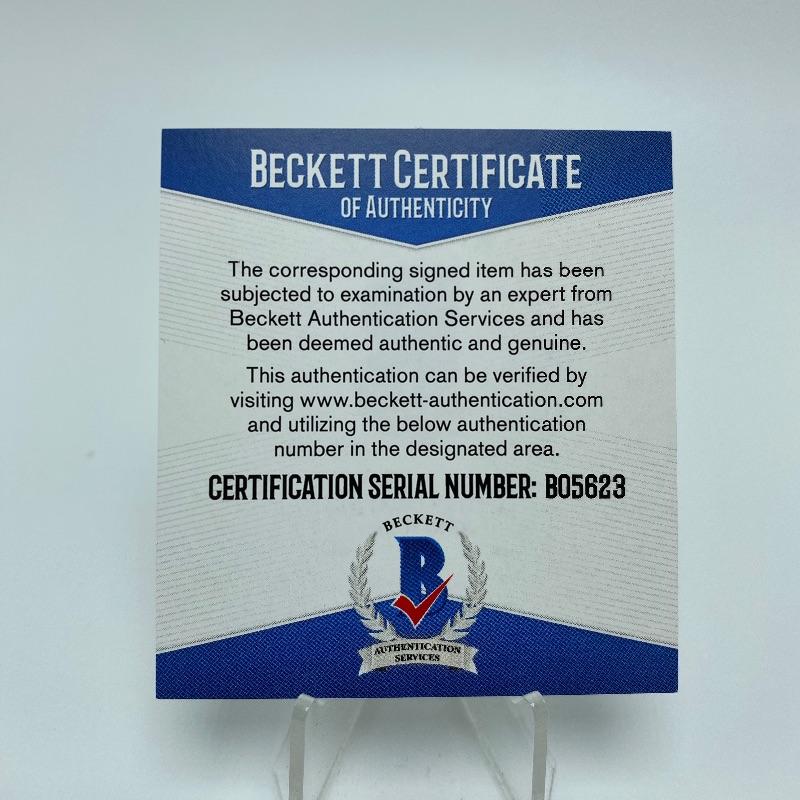 BECKETT CERTIFICATE
OF AUTHENTICITY
The corresponding signed item has been
subjected to examination by an expert from
Beckett Authentication Services and has
been deemed authentic and genuine.
This authentication can be verified by
visiting www.beckett-authentication.com
and utilizing the below authentication
number in the designated area.
CERTIFICATION SERIAL NUMBER: BO5623
BECKETT
B
AUTHENTICATION
SERVICES